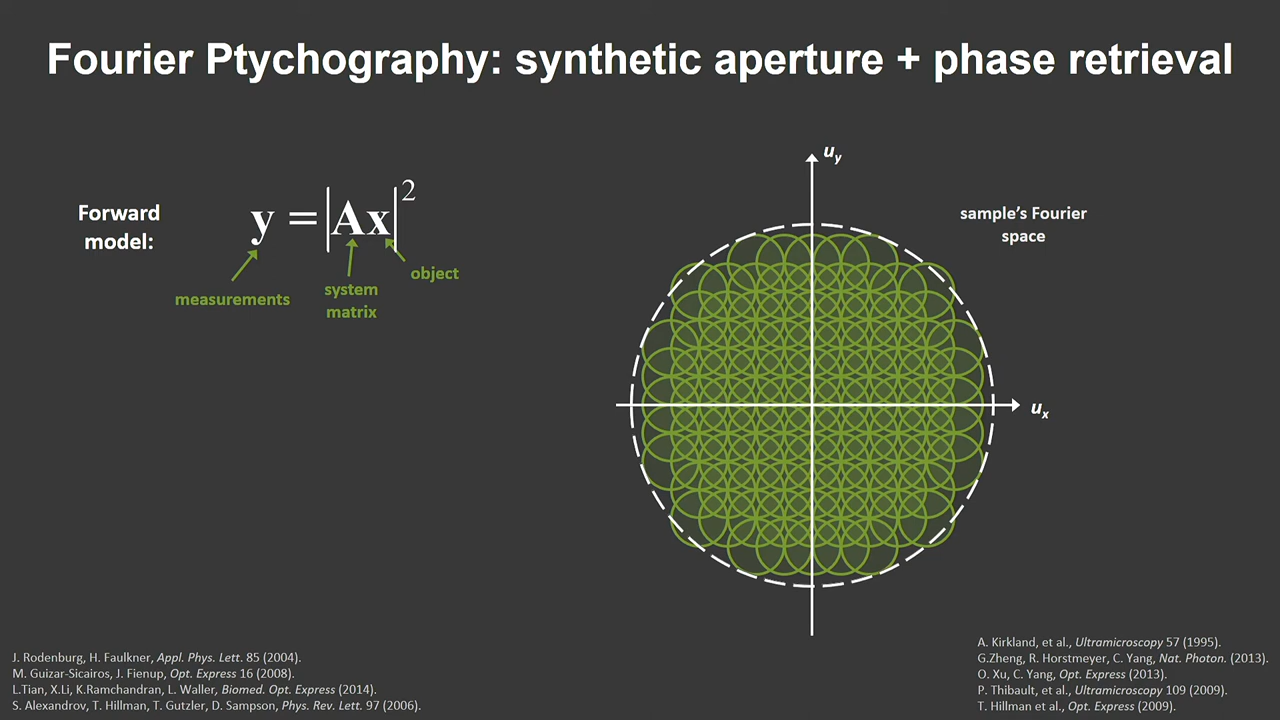 Fourier Ptychography: synthetic aperture + phase retrieval
Forward
model:
y = |Ax|²
measurements
system
matrix
object
u_y
u_x
sample's Fourier
space
J. Rodenburg, H. Faulkner, Appl. Phys. Lett. 85 (2004).
M. Guizar-Sicairos, J. Fienup, Opt. Express 16 (2008).
L.Tian, X.Li, K.Ramchandran, L. Waller, Biomed. Opt. Express (2014).
S. Alexandrov, T. Hillman, T. Gutzler, D. Sampson, Phys. Rev. Lett. 97 (2006).
A. Kirkland, et al., Ultramicroscopy 57 (1995).
G.Zheng, R. Horstmeyer, C. Yang, Nat. Photon. (2013).
O. Xu, C. Yang, Opt. Express (2013).
P. Thibault, et al., Ultramicroscopy 109 (2009).
T. Hillman et al., Opt. Express (2009).